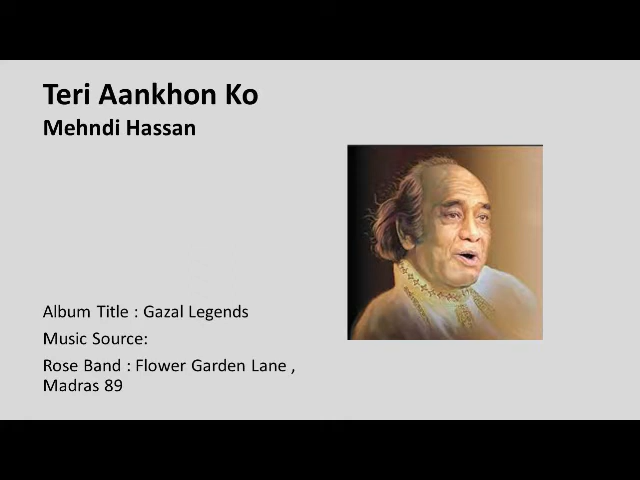 Teri Aankhon Ko
Mehndi Hassan
Album Title : Gazal Legends
Music Source:
Rose Band : Flower Garden Lane ,
Madras 89